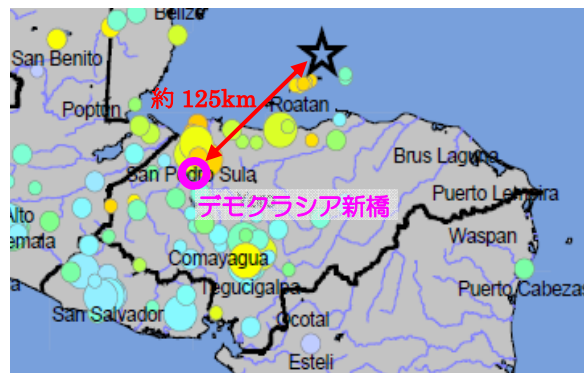 Belize
San Benito
約 125km
Poptun
Roatan
Brus Laguna
San Pedro Sula
Puerto Lempira
デモクラシア新橋
Alto
Waspan
emala
Comayagua
Tegucigalpa
Puerto Cabezas
San Salvador
Ocotal
Esteli